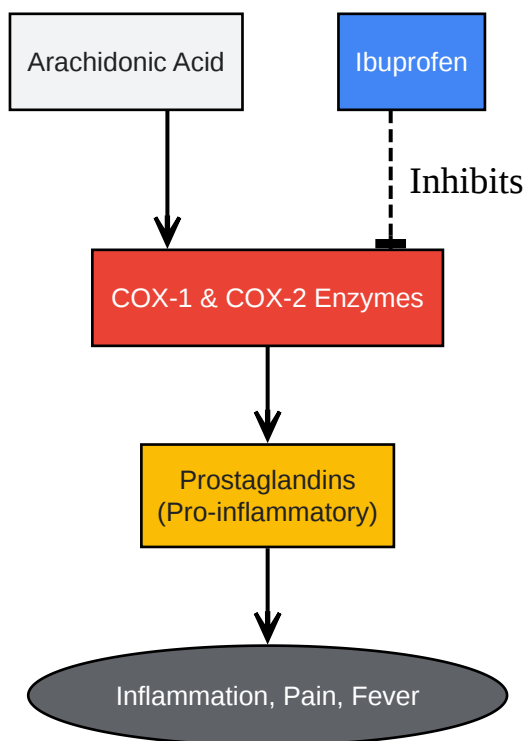 Arachidonic Acid
Ibuprofen
Inhibits
COX-1 & COX-2 Enzymes
Prostaglandins
(Pro-inflammatory)
Inflammation, Pain, Fever